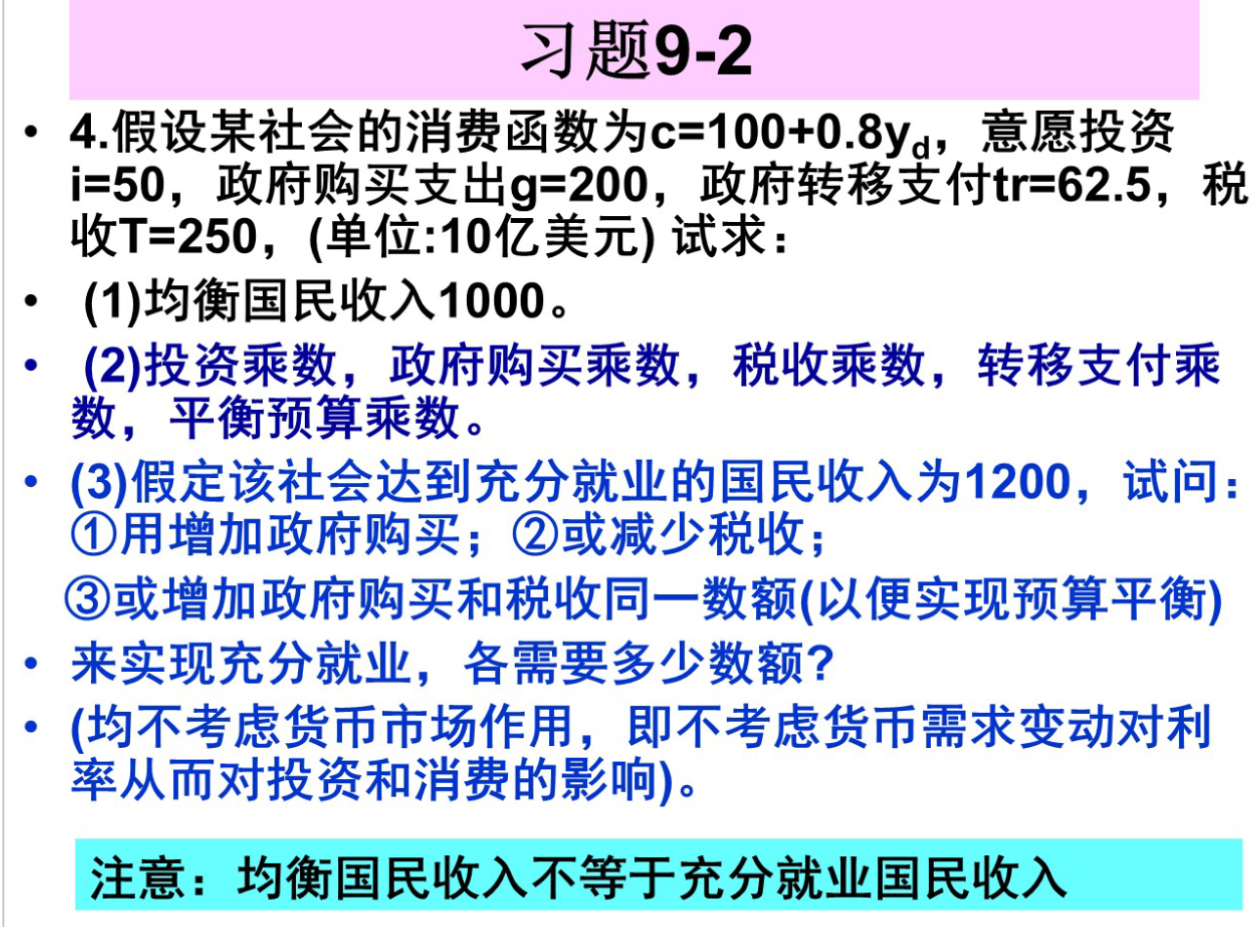 习题9-2
• 4.假设某社会的消费函数为c=100+0.8yd，意愿投资
i=50，政府购买支出g=200，政府转移支付tr=62.5，税
收T=250，(单位:10亿美元) 试求：
• (1)均衡国民收入1000。
• (2)投资乘数，政府购买乘数，税收乘数，转移支付乘
数，平衡预算乘数。
• (3)假定该社会达到充分就业的国民收入为1200，试问：
①用增加政府购买；②或减少税收；
③或增加政府购买和税收同一数额(以便实现预算平衡)
• 来实现充分就业，各需要多少数额?
• (均不考虑货币市场作用，即不考虑货币需求变动对利
率从而对投资和消费的影响)。
注意：均衡国民收入不等于充分就业国民收入